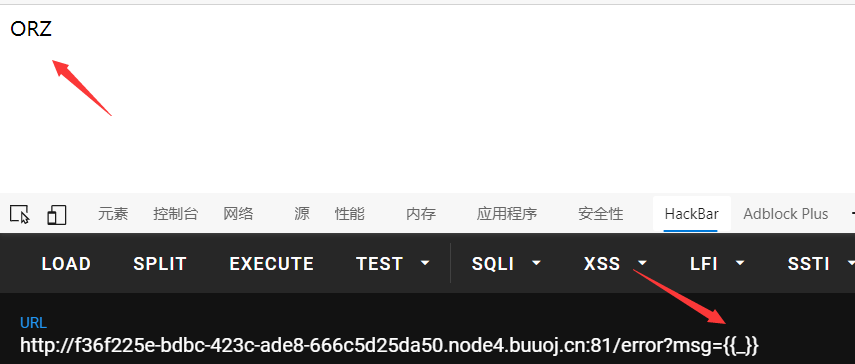 ORZ
元素 控制台 网络 源 性能 内存 应用程序 安全性 HackBar Adblock Plus
LOAD SPLIT EXECUTE TEST SQLI XSS LFI SSTI
URL
http://f36f225e-bdbc-423c-ade8-666c5d25da50.node4.buuoj.cn:81/error?msg={{_}}